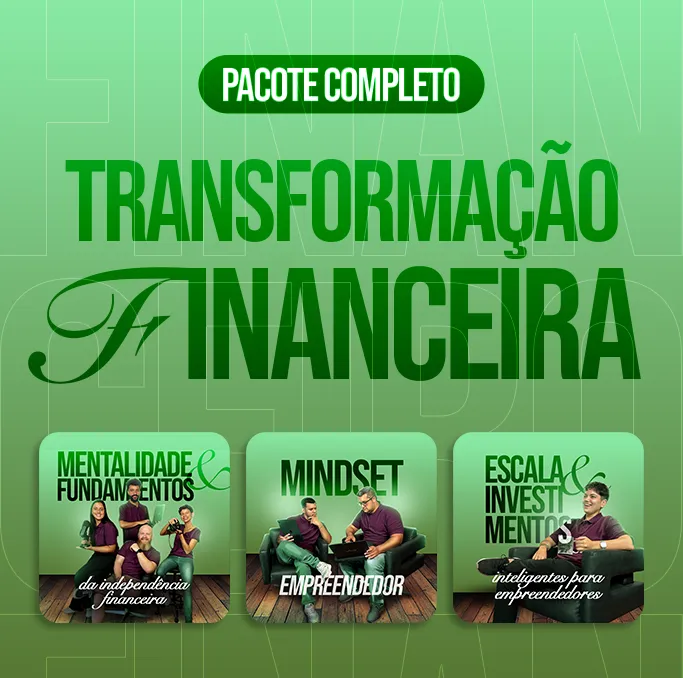 PACOTE COMPLETO
TRANSFORMAÇÃO
FINANCEIRA
MENTALIDADE &
FUNDAMENTOS
da independência
financeira
MINDSET
EMPREENDEDOR
ESCALA &
INVESTI
MENTOS
inteligentes para
empreendedores